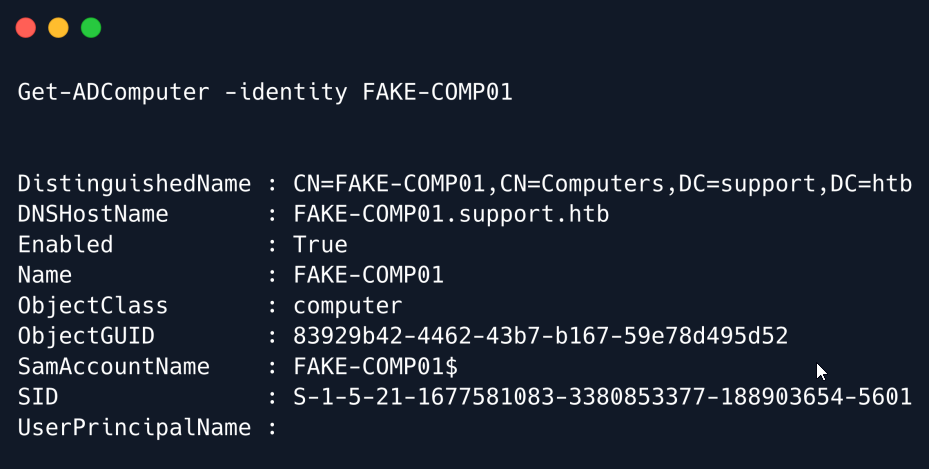 Get-ADComputer -identity FAKE-COMP01
DistinguishedName : CN=FAKE-COMP01,CN=Computers,DC=support,DC=htb
DNSHostName       : FAKE-COMP01.support.htb
Enabled           : True
Name              : FAKE-COMP01
ObjectClass       : computer
ObjectGUID        : 83929b42-4462-43b7-b167-59e78d495d52
SamAccountName    : FAKE-COMP01$
SID               : S-1-5-21-1677581083-3380853377-188903654-5601
UserPrincipalName :